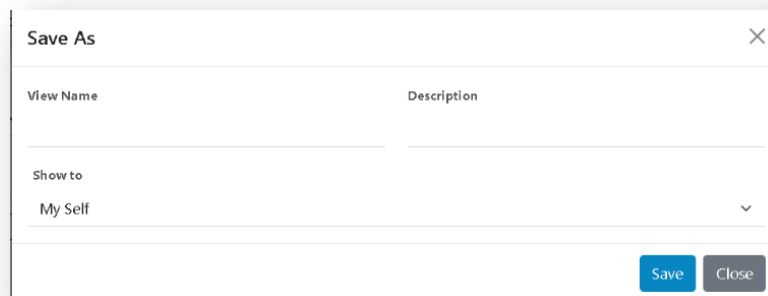 Save As
View Name Description
Show to
My Self
Save Close